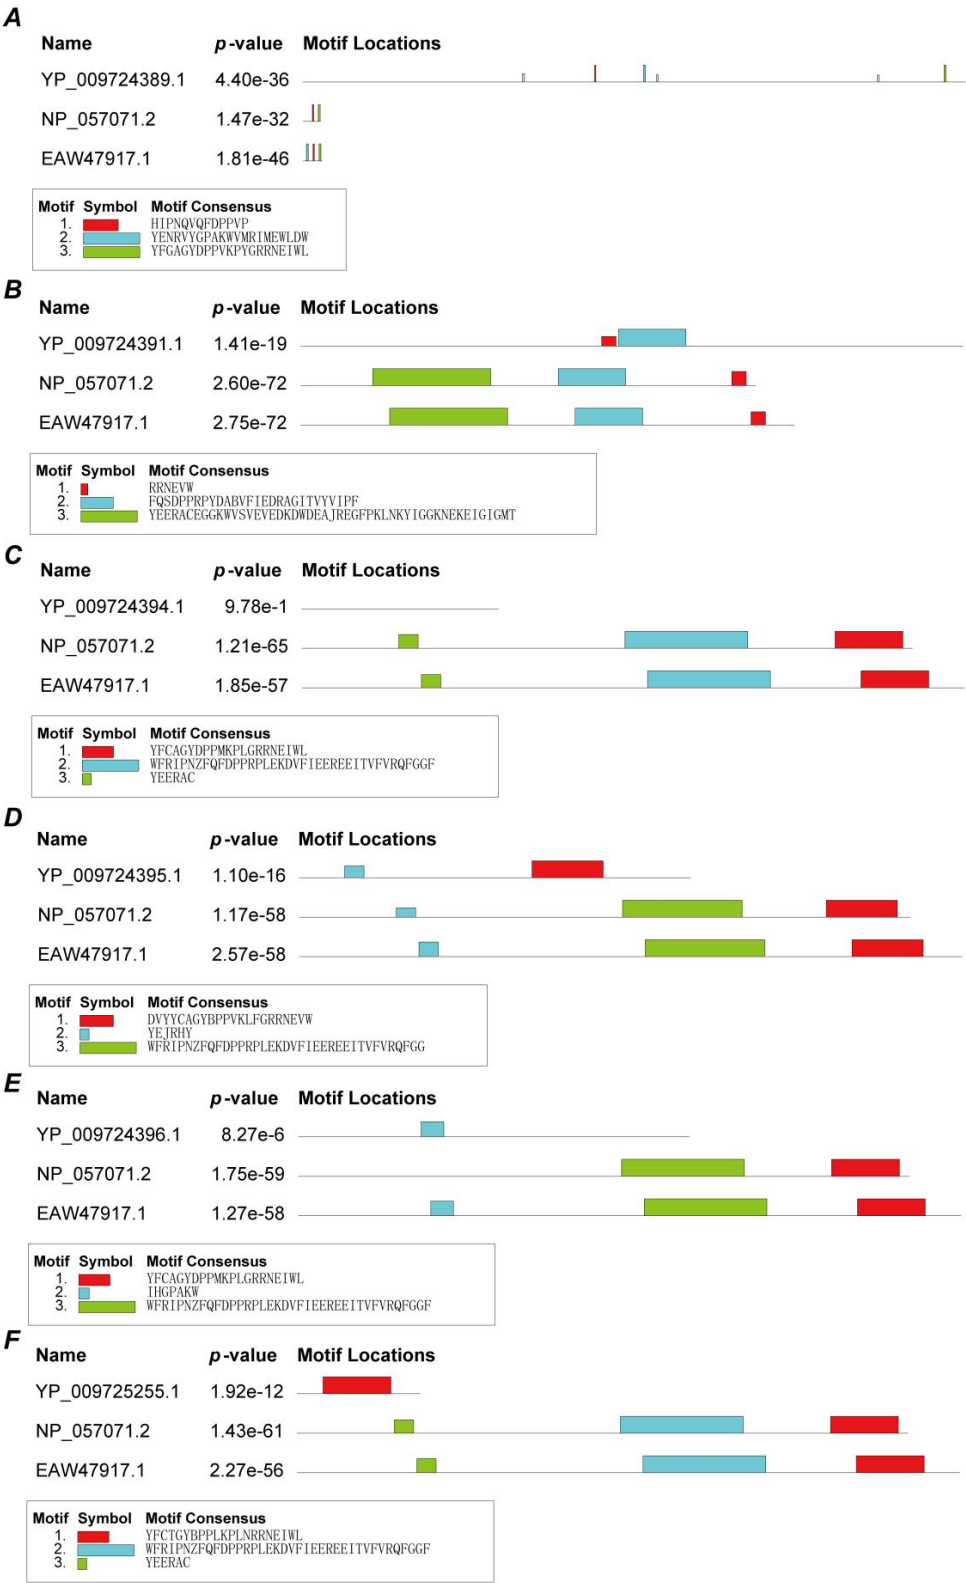 A
Name p-value Motif Locations
YP_009724389.1 4.40e-36
NP_057071.2 1.47e-32
EAW47917.1 1.81e-46
Motif Symbol Motif Consensus
1. HIPNQVQFDPPVP
2. YENRVYGPAKWVMRIMEWLDW
3. YFGAGYDPPVKPYGRRNEIWL
B
Name p-value Motif Locations
YP_009724391.1 1.41e-19
NP_057071.2 2.60e-72
EAW47917.1 2.75e-72
Motif Symbol Motif Consensus
1. RRNEVW
2. FQSDPPRPYDABVFIEDRAGITVYVIPF
3. YEERACEGGKWVSVEVEDKDWDEAJREGFPKLNKYIGGKNEKEIGIGMT
C
Name p-value Motif Locations
YP_009724394.1 9.78e-1
NP_057071.2 1.21e-65
EAW47917.1 1.85e-57
Motif Symbol Motif Consensus
1. YFCAGYDPPMKPLGRRNEIWL
2. WFRIPNZFQFDPPRPLEKDVFIEEREEITVFVRQFGGF
3. YEERAC
D
Name p-value Motif Locations
YP_009724395.1 1.10e-16
NP_057071.2 1.17e-58
EAW47917.1 2.57e-58
Motif Symbol Motif Consensus
1. DVYYCAGYBPPVKLFGRRNEVW
2. YEJRHY
3. WFRIPNZFQFDPPRPLEKDVFIEEREEITVFVRQFGG
E
Name p-value Motif Locations
YP_009724396.1 8.27e-6
NP_057071.2 1.75e-59
EAW47917.1 1.27e-58
Motif Symbol Motif Consensus
1. YFCAGYDPPMKPLGRRNEIWL
2. IHGPAKW
3. WFRIPNZFQFDPPRPLEKDVFIEEREEITVFVRQFGGF
F
Name p-value Motif Locations
YP_009725255.1 1.92e-12
NP_057071.2 1.43e-61
EAW47917.1 2.27e-56
Motif Symbol Motif Consensus
1. YFCTGYBPPLKPLNRRNEIWL
2. WFRIPNZFQFDPPRPLEKDVFIEEREEITVFVRQFGGF
3. YEERAC